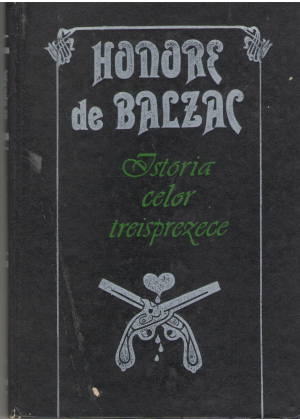 HONORE
de BALZAC
Istoria
celor
treisprezece